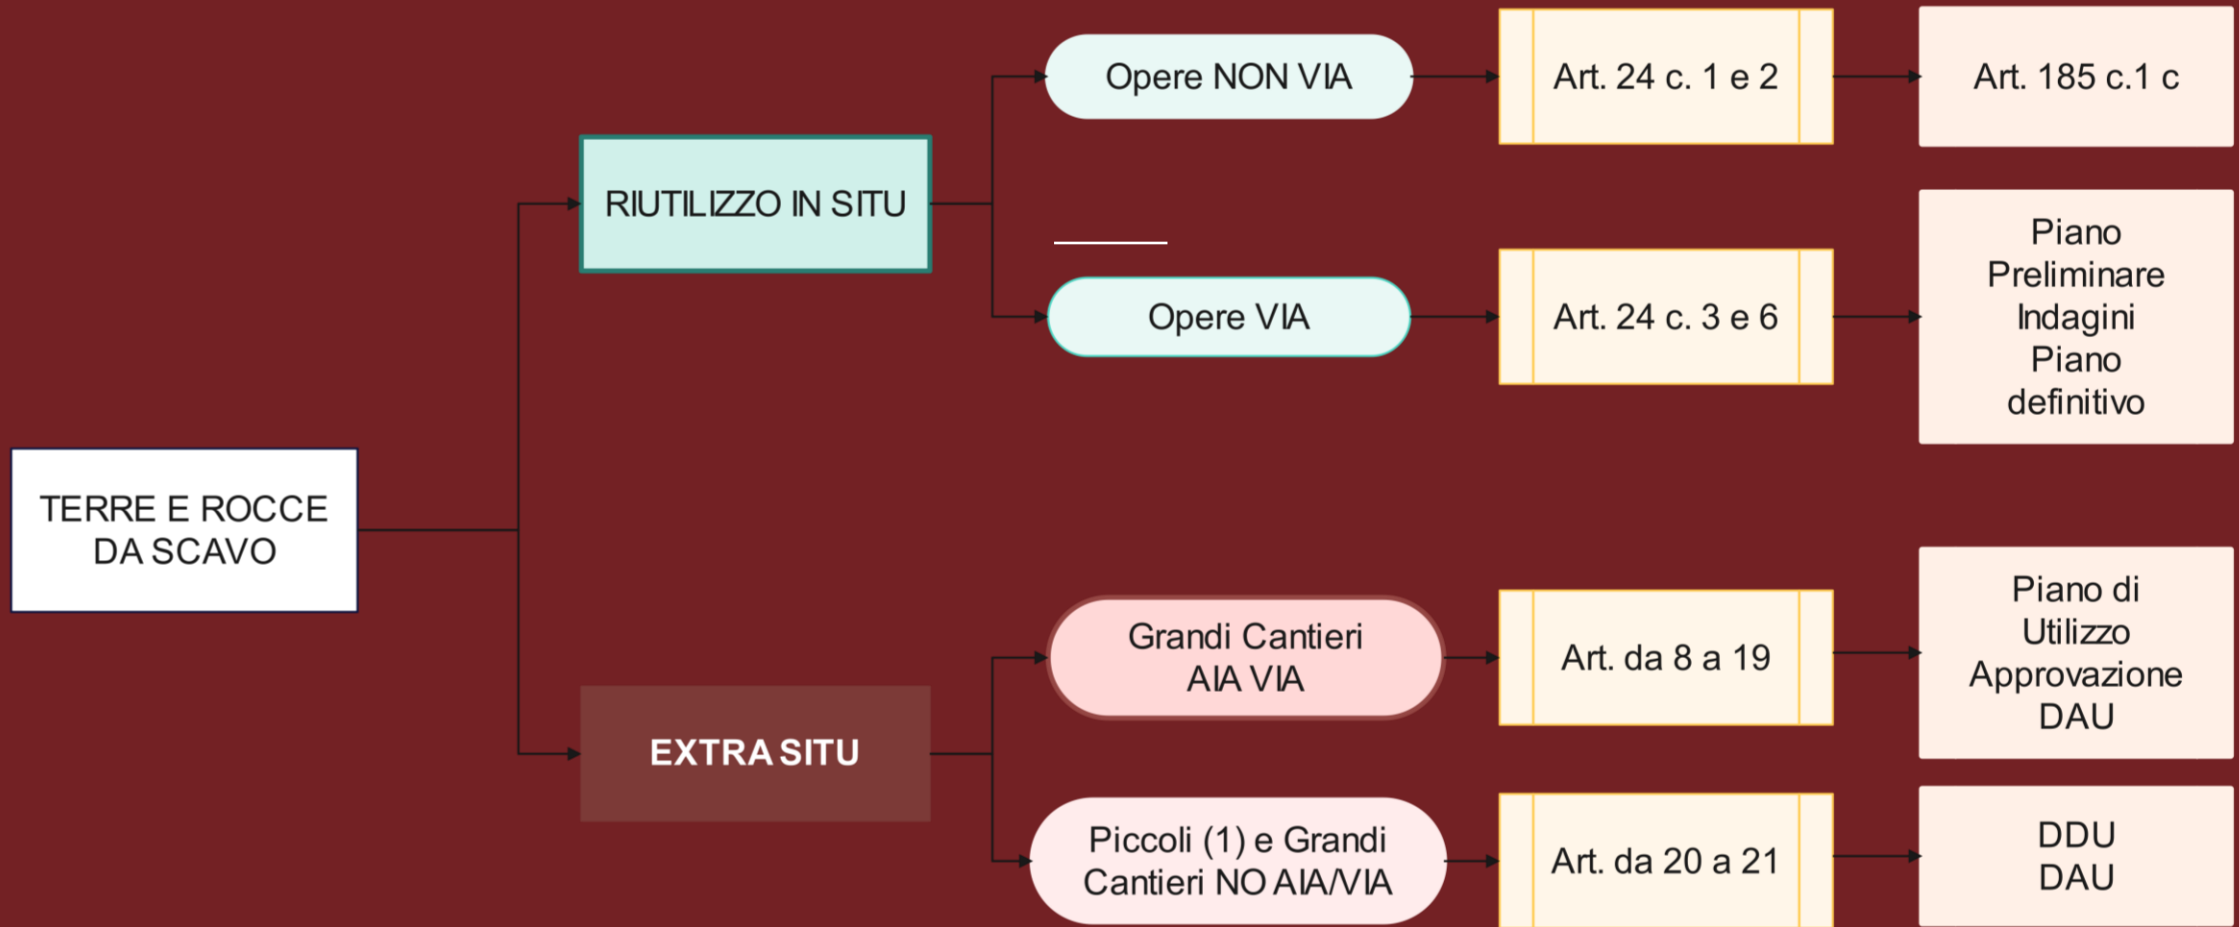 TERRE E ROCCE
DA SCAVO
RIUTILIZZO IN SITU
Opere NON VIA
Art. 24 c. 1 e 2
Art. 185 c.1 c
Opere VIA
Art. 24 c. 3 e 6
Piano
Preliminare
Indagini
Piano
definitivo
EXTRA SITU
Grandi Cantieri
AIA VIA
Art. da 8 a 19
Piano di
Utilizzo
Approvazione
DAU
Piccoli (1) e Grandi
Cantieri NO AIA/VIA
Art. da 20 a 21
DDU
DAU